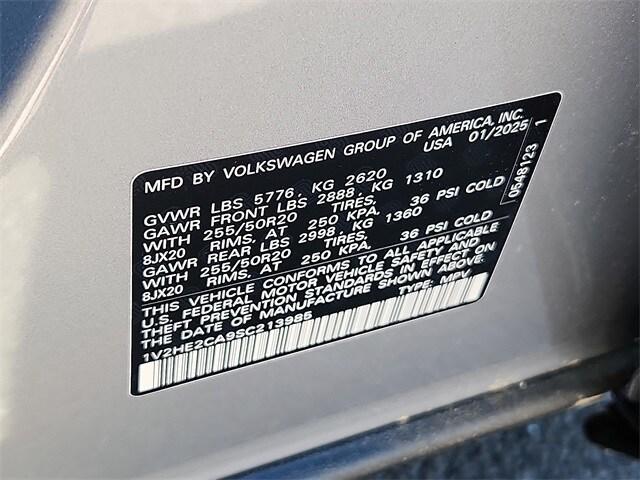 MFD BY VOLKSWAGEN GROUP OF AMERICA, INC.
USA 01/2025
GVWR LBS 5776, KG 2620
GAWR FRONT LBS 2888, KG 1310
WITH 255/50R20 TIRES,
8JX20 RIMS, AT 250 KPA, 36 PSI COLD
GAWR REAR LBS 2998, KG 1360
WITH 255/50R20 TIRES,
8JX20 RIMS, AT 250 KPA, 36 PSI COLD
THIS VEHICLE CONFORMS TO ALL APPLICABLE
U.S. FEDERAL MOTOR VEHICLE SAFETY AND
THEFT PREVENTION STANDARDS IN EFFECT ON
THE DATE OF MANUFACTURE SHOWN ABOVE.
1V2HE2CA9SC213985 TYPE: MPV
0548123 1